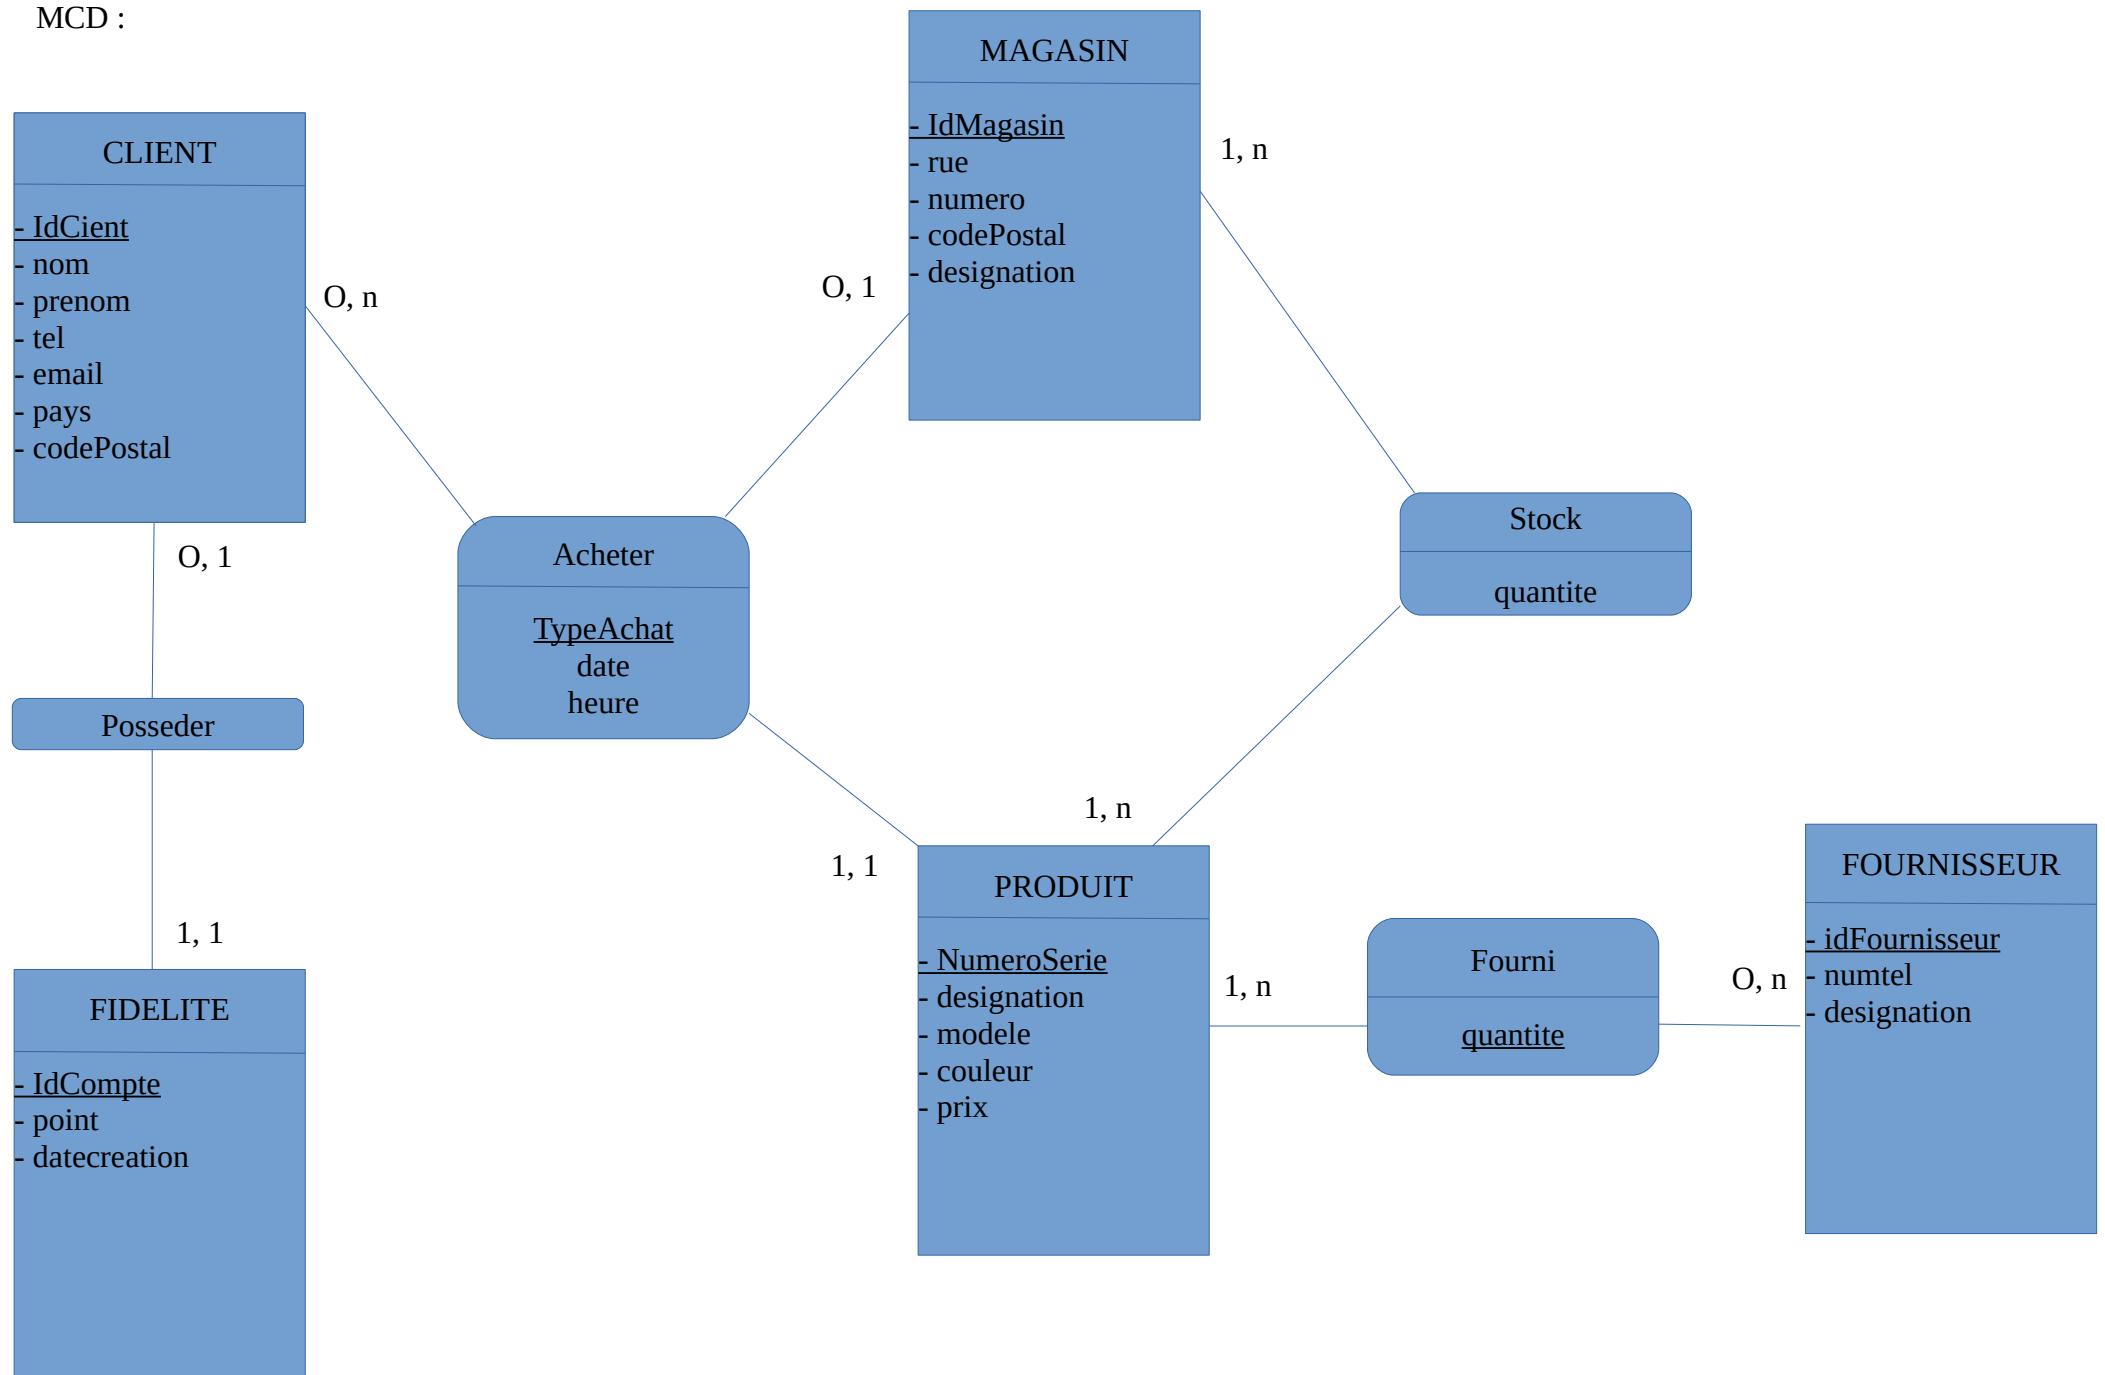 MCD :
CLIENT
- IdCient
- nom
- prenom
- tel
- email
- pays
- codePostal
O, n
O, 1
Posseder
1, 1
FIDELITE
- IdCompte
- point
- datecreation
Acheter
TypeAchat
date
heure
MAGASIN
- IdMagasin
- rue
- numero
- codePostal
- designation
O, 1
1, n
Stock
quantite
1, n
1, 1
PRODUIT
- NumeroSerie
- designation
- modele
- couleur
- prix
1, n
Fourni
quantite
O, n
FOURNISSEUR
- idFournisseur
- numtel
- designation